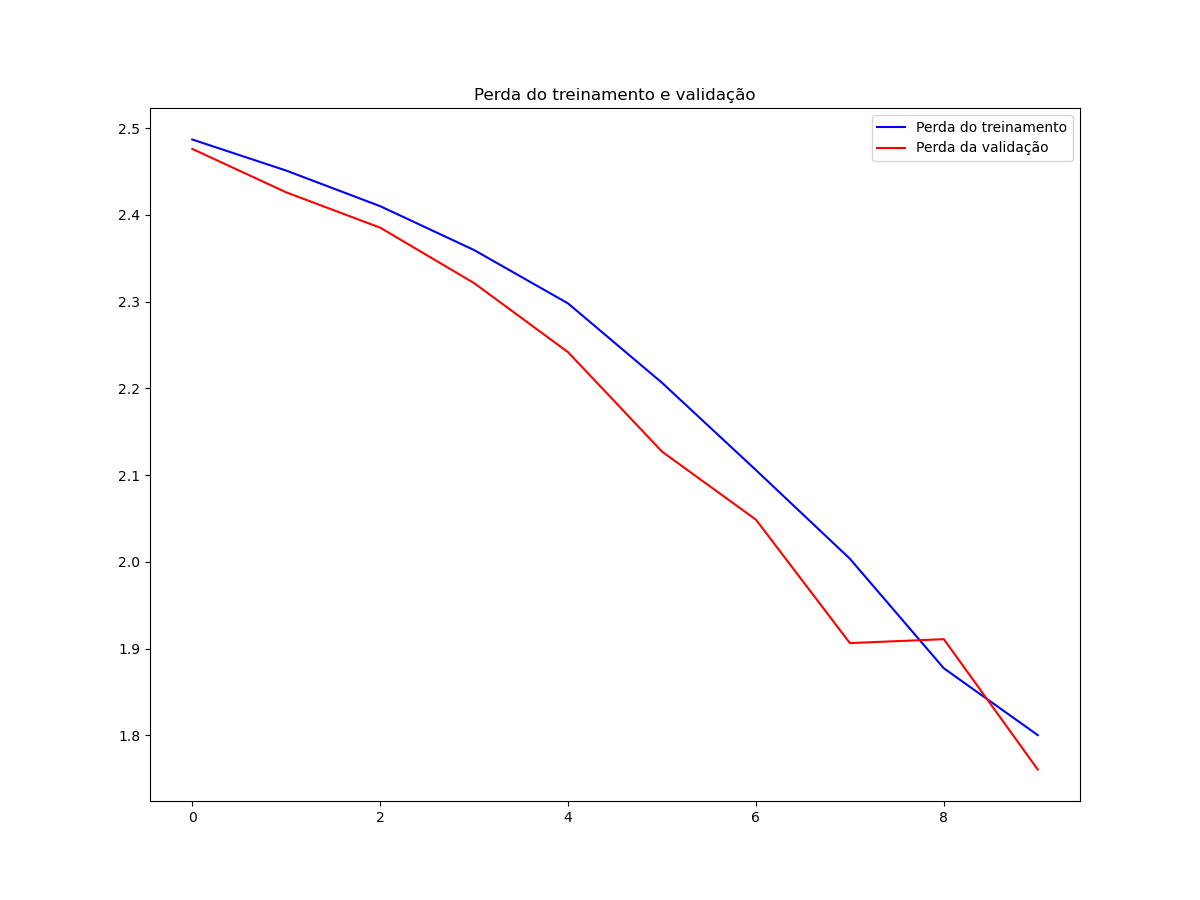 Perda do treinamento e validação
Perda do treinamento
Perda da validação
2.5
2.4
2.3
2.2
2.1
2.0
1.9
1.8
0 2 4 6 8